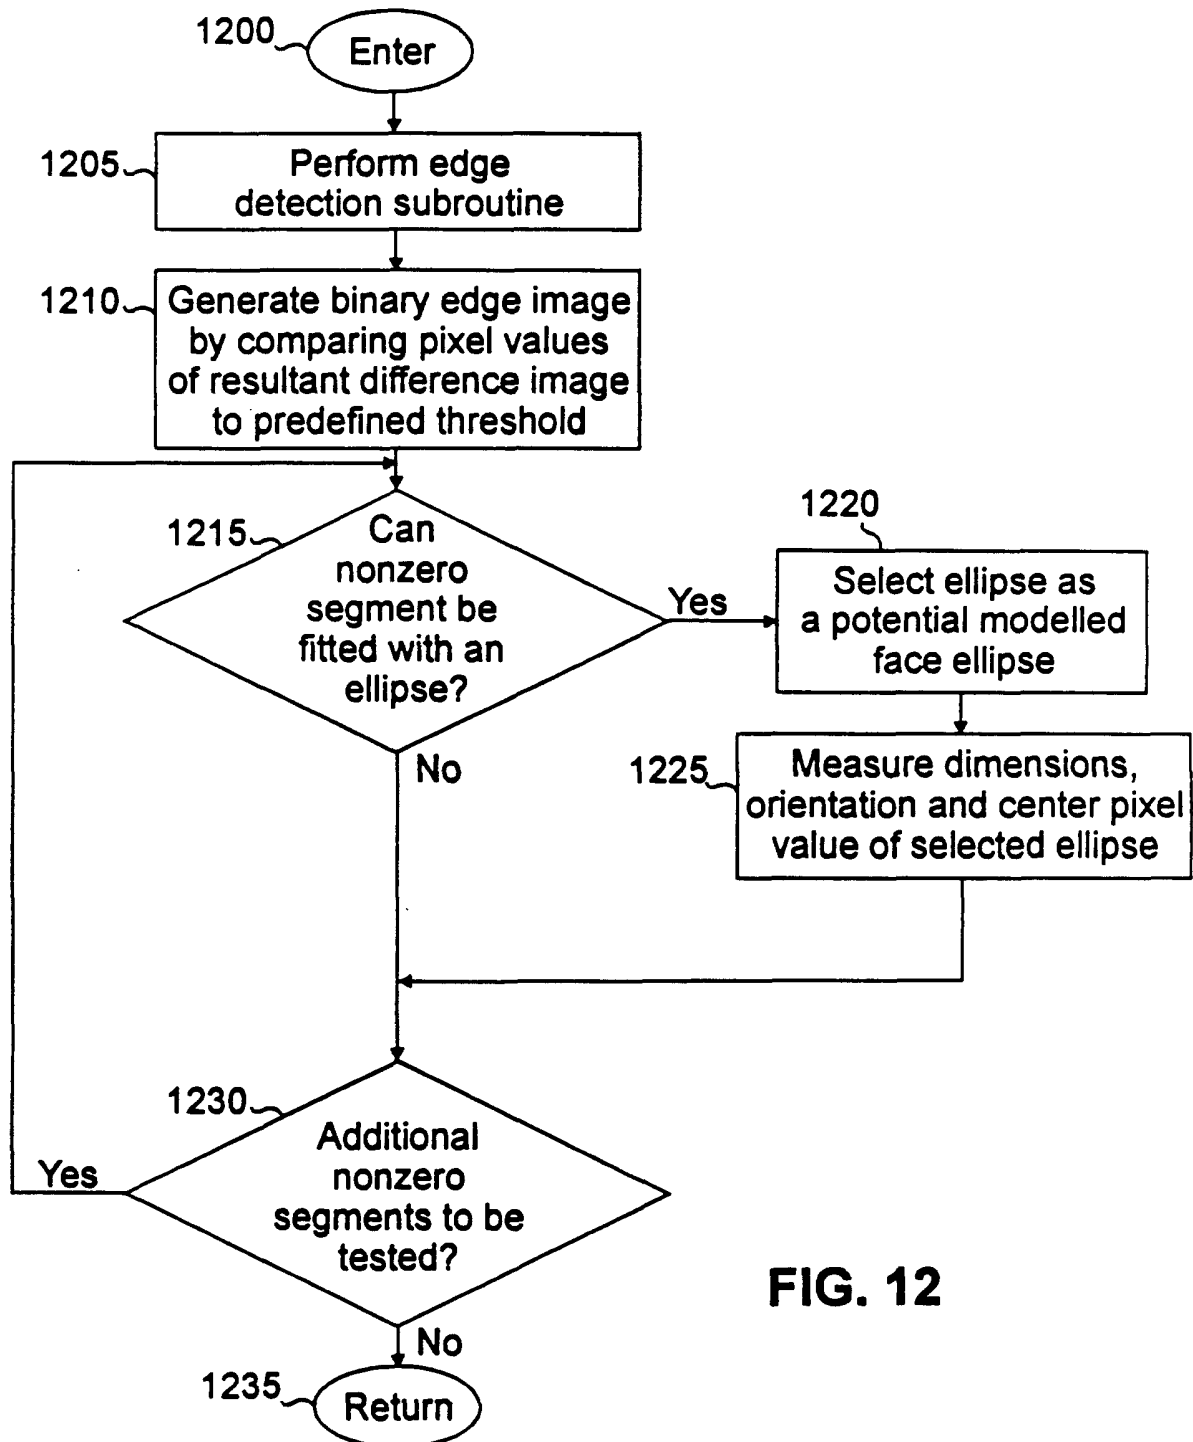 1200
Enter
1205
Perform edge
detection subroutine
1210
Generate binary edge image
by comparing pixel values
of resultant difference image
to predefined threshold
1215
Can
nonzero
segment be
fitted with an
ellipse?
Yes
1220
Select ellipse as
a potential modelled
face ellipse
No
1225
Measure dimensions,
orientation and center pixel
value of selected ellipse
1230
Additional
nonzero
segments to be
tested?
Yes
No
1235
Return
FIG. 12